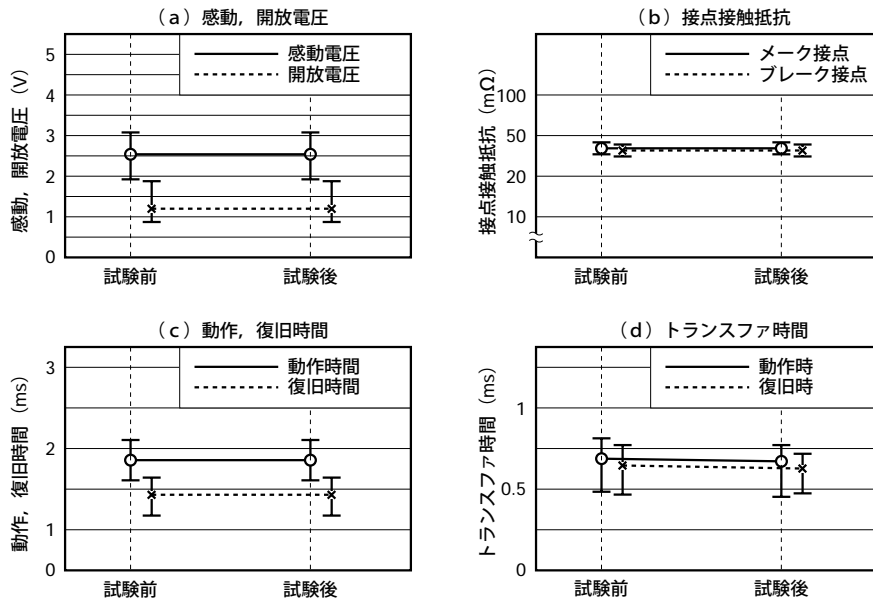 (a) 感動,開放電圧
感動,開放電圧 (V)
5
4
3
2
1
0
感動電圧
開放電圧
試験前
試験後
(b) 接点接触抵抗
接点接触抵抗 (mΩ)
100
50
20
10
メーク接点
ブレーク接点
試験前
試験後
(c) 動作,復旧時間
動作,復旧時間 (ms)
3
2
1
0
動作時間
復旧時間
試験前
試験後
(d) トランスファ時間
トランスファ時間 (ms)
1
0.5
0
動作時
復旧時
試験前
試験後